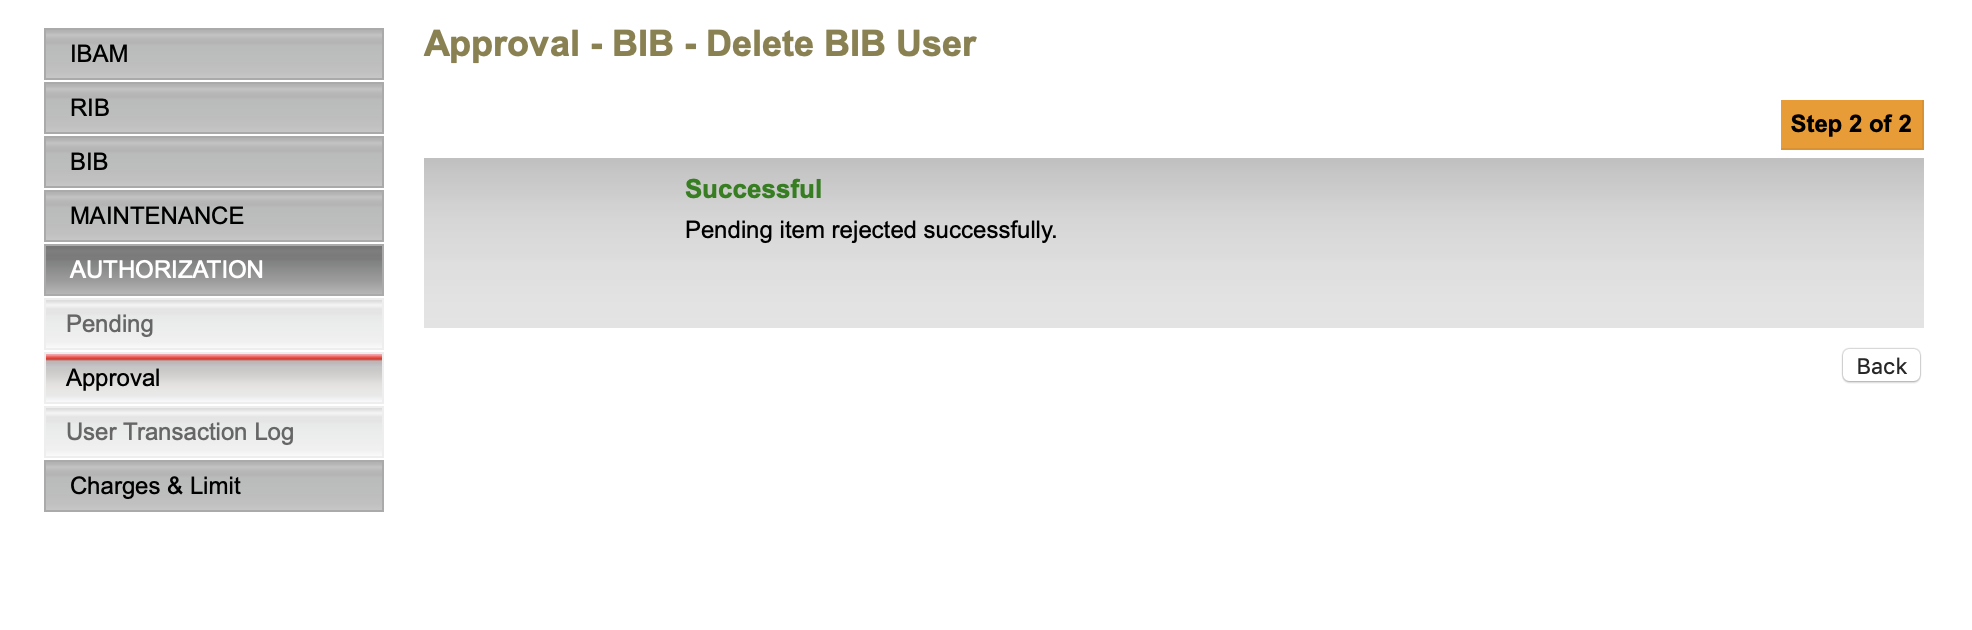 IBAM
RIB
BIB
MAINTENANCE
AUTHORIZATION
Pending
Approval
User Transaction Log
Charges & Limit
Approval - BIB - Delete BIB User
Step 2 of 2
Successful
Pending item rejected successfully.
Back